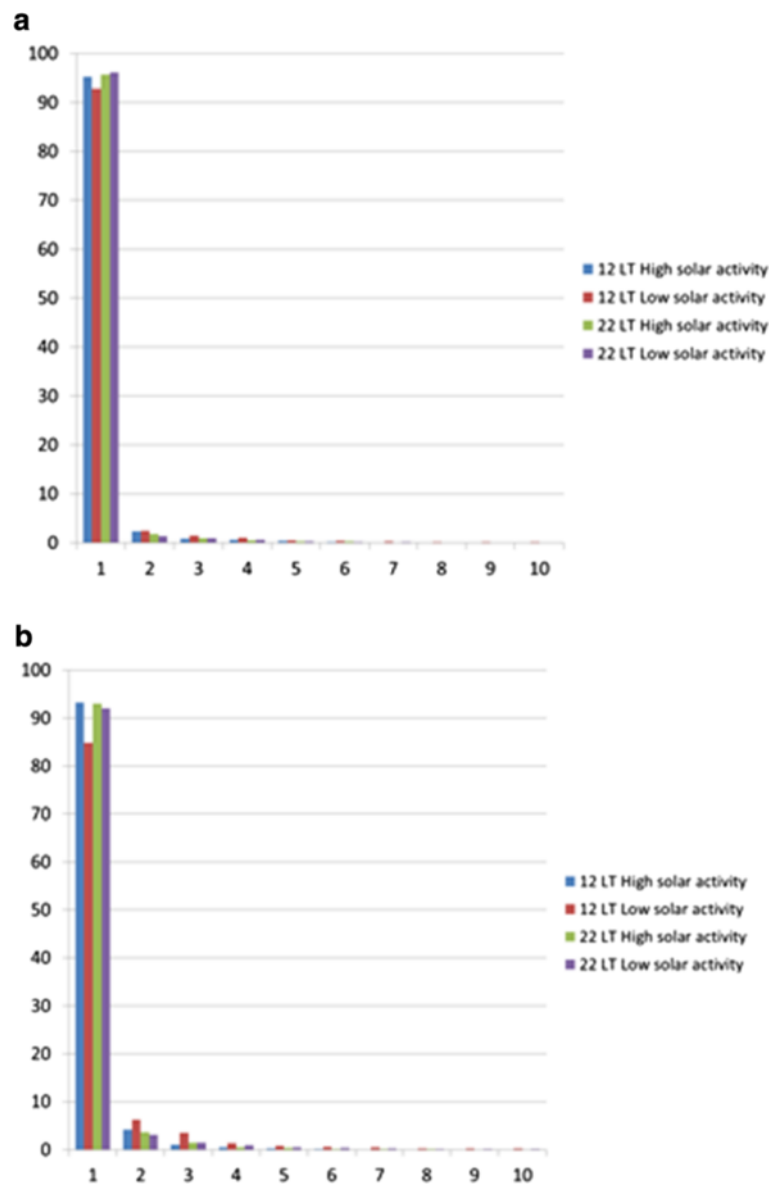 a
100
90
80
70
60
50
40
30
20
10
0
1 2 3 4 5 6 7 8 9 10
12 LT High solar activity
12 LT Low solar activity
22 LT High solar activity
22 LT Low solar activity
b
100
90
80
70
60
50
40
30
20
10
0
1 2 3 4 5 6 7 8 9 10
12 LT High solar activity
12 LT Low solar activity
22 LT High solar activity
22 LT Low solar activity